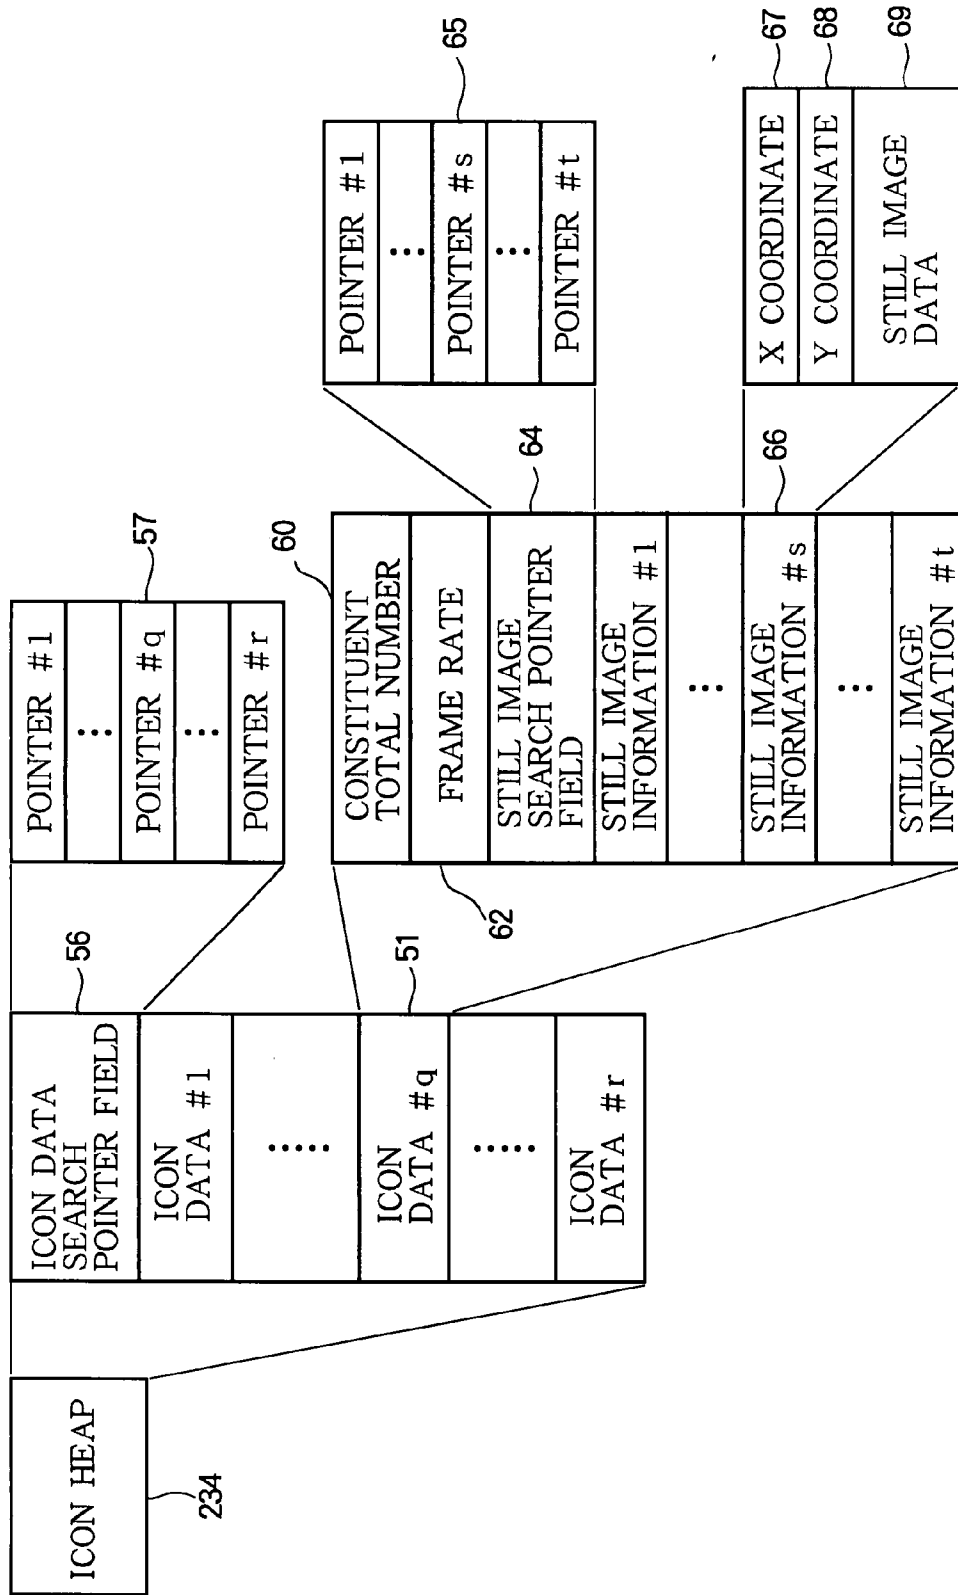 ICON HEAP
234
ICON DATA
SEARCH
POINTER FIELD
56
ICON
DATA #1
.....
ICON
DATA #q
51
.....
ICON
DATA #r
POINTER #1
...
POINTER #q
57
...
POINTER #r
60
CONSTITUENT
TOTAL NUMBER
FRAME RATE
62
STILL IMAGE
SEARCH POINTER
FIELD
64
STILL IMAGE
INFORMATION #1
...
STILL IMAGE
INFORMATION #s
66
...
STILL IMAGE
INFORMATION #t
POINTER #1
...
POINTER #s
65
...
POINTER #t
X COORDINATE
67
Y COORDINATE
68
STILL IMAGE
DATA
69